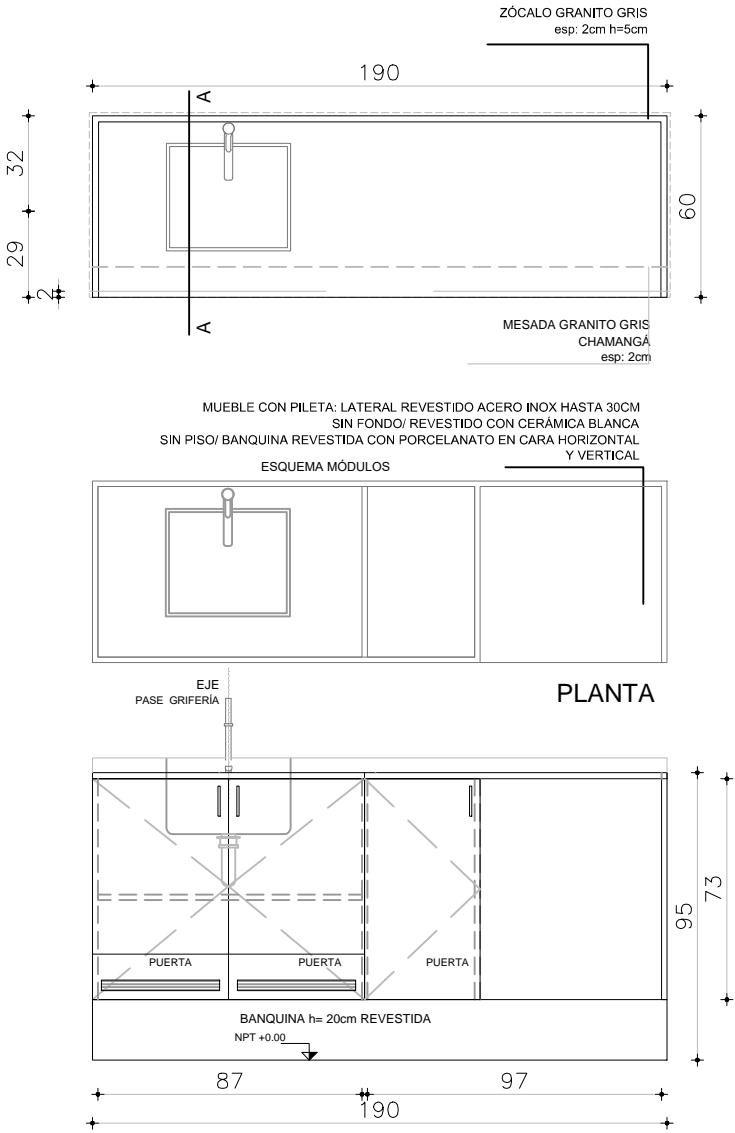 ZÓCALO GRANITO GRIS
esp: 2cm h=5cm
190
A
32
60
29
2
A
MESADA GRANITO GRIS
CHAMANGÁ
esp: 2cm
MUEBLE CON PILETA: LATERAL REVESTIDO ACERO INOX HASTA 30CM
SIN FONDO/ REVESTIDO CON CERÁMICA BLANCA
SIN PISO/ BANQUINA REVESTIDA CON PORCELANATO EN CARA HORIZONTAL
Y VERTICAL
ESQUEMA MÓDULOS
EJE
PASE GRIFERÍA
PLANTA
73
95
PUERTA PUERTA PUERTA
BANQUINA h= 20cm REVESTIDA
NPT +0.00
87 97
190